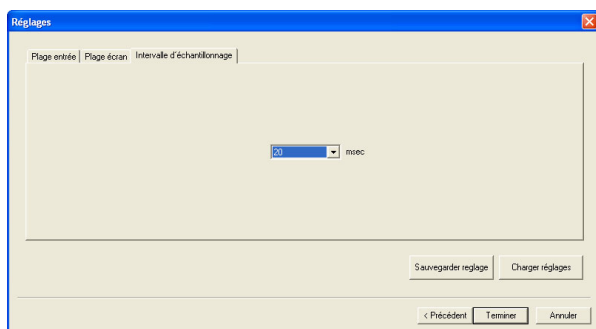 Réglages
Plage entrée Plage écran Intervalle d'échantillonnage
20 msec
Sauvegarder reglage Charger réglages
< Précédent Terminer Annuler